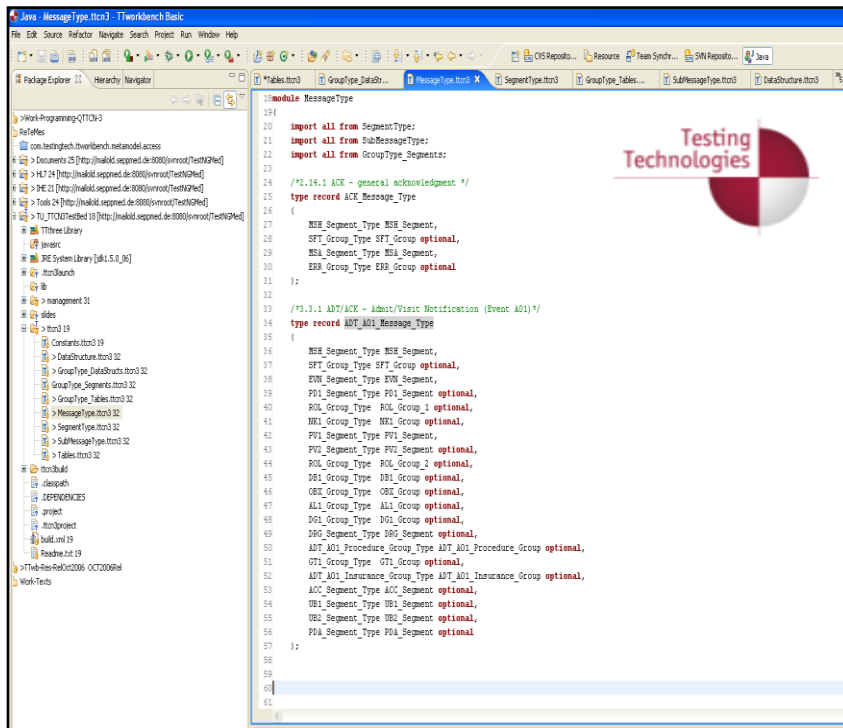 Java - MessageType.ttcn3 - TTworkbench Basic
File Edit Source Refactor Navigate Search Project Run Window Help
CVS Reposito... Resource Team Synchr... SVN Reposito... Java
Package Explorer Hierarchy Navigator
>Work-Programming-QTTCN-3
ReTeMes
com.testingtech.ttworkbench.metamodel.access
> Documents 25 [http://mailold.seppmed.de:8080/svnroot/TestNGMed]
> HL7 24 [http://mailold.seppmed.de:8080/svnroot/TestNGMed]
> IHE 21 [http://mailold.seppmed.de:8080/svnroot/TestNGMed]
> Tools 24 [http://mailold.seppmed.de:8080/svnroot/TestNGMed]
> TU_TTCN3TestBed 18 [http://mailold.seppmed.de:8080/svnroot/TestNGMed]
TTthree Library
javasrc
JRE System Library [jdk1.5.0_06]
.ttcn3launch
lib
> management 31
slides
> ttcn3 19
Constants.ttcn3 19
> DataStructure.ttcn3 32
> GroupType_DataStructs.ttcn3 32
GroupType_Segments.ttcn3 32
> GroupType_Tables.ttcn3 32
> MessageType.ttcn3 32
> SegmentType.ttcn3 32
> SubMessageType.ttcn3 32
> Tables.ttcn3 32
ttcn3build
.classpath
.DEPENDENCIES
.project
.ttcn3project
build.xml 19
Readme.txt 19
>TTwb-Res-RelOct2006 OCT2006Rel
Work-Texts
*Tables.ttcn3 GroupType_DataStr... MessageType.ttcn3 SegmentType.ttcn3 GroupType_Tables.... SubMessageType.ttcn3 DataStructure.ttcn3
18 module MessageType
19 {
20 import all from SegmentType;
21 import all from SubMessageType;
22 import all from GroupType_Segments;
23
24 /*2.14.1 ACK - general acknowledgment */
25 type record ACK_Message_Type
26 {
27 MSH_Segment_Type MSH_Segment,
28 SFT_Group_Type SFT_Group optional,
29 MSA_Segment_Type MSA_Segment,
30 ERR_Group_Type ERR_Group optional
31 };
32
33 /*3.3.1 ADT/ACK - Admit/Visit Notification (Event A01)*/
34 type record ADT_A01_Message_Type
35 {
36 MSH_Segment_Type MSH_Segment,
37 SFT_Group_Type SFT_Group optional,
38 EVN_Segment_Type EVN_Segment,
39 PD1_Segment_Type PD1_Segment optional,
40 ROL_Group_Type ROL_Group_1 optional,
41 NK1_Group_Type NK1_Group optional,
42 PV1_Segment_Type PV1_Segment,
43 PV2_Segment_Type PV2_Segment optional,
44 ROL_Group_Type ROL_Group_2 optional,
45 DB1_Group_Type DB1_Group optional,
46 OBX_Group_Type OBX_Group optional,
47 AL1_Group_Type AL1_Group optional,
48 DG1_Group_Type DG1_Group optional,
49 DRG_Segment_Type DRG_Segment optional,
50 ADT_A01_Procedure_Group_Type ADT_A01_Procedure_Group optional,
51 GT1_Group_Type GT1_Group optional,
52 ADT_A01_Insurance_Group_Type ADT_A01_Insurance_Group optional,
53 ACC_Segment_Type ACC_Segment optional,
54 UB1_Segment_Type UB1_Segment optional,
55 UB2_Segment_Type UB2_Segment optional,
56 PDA_Segment_Type PDA_Segment optional
57 };
58
59
60
61
Testing
Technologies